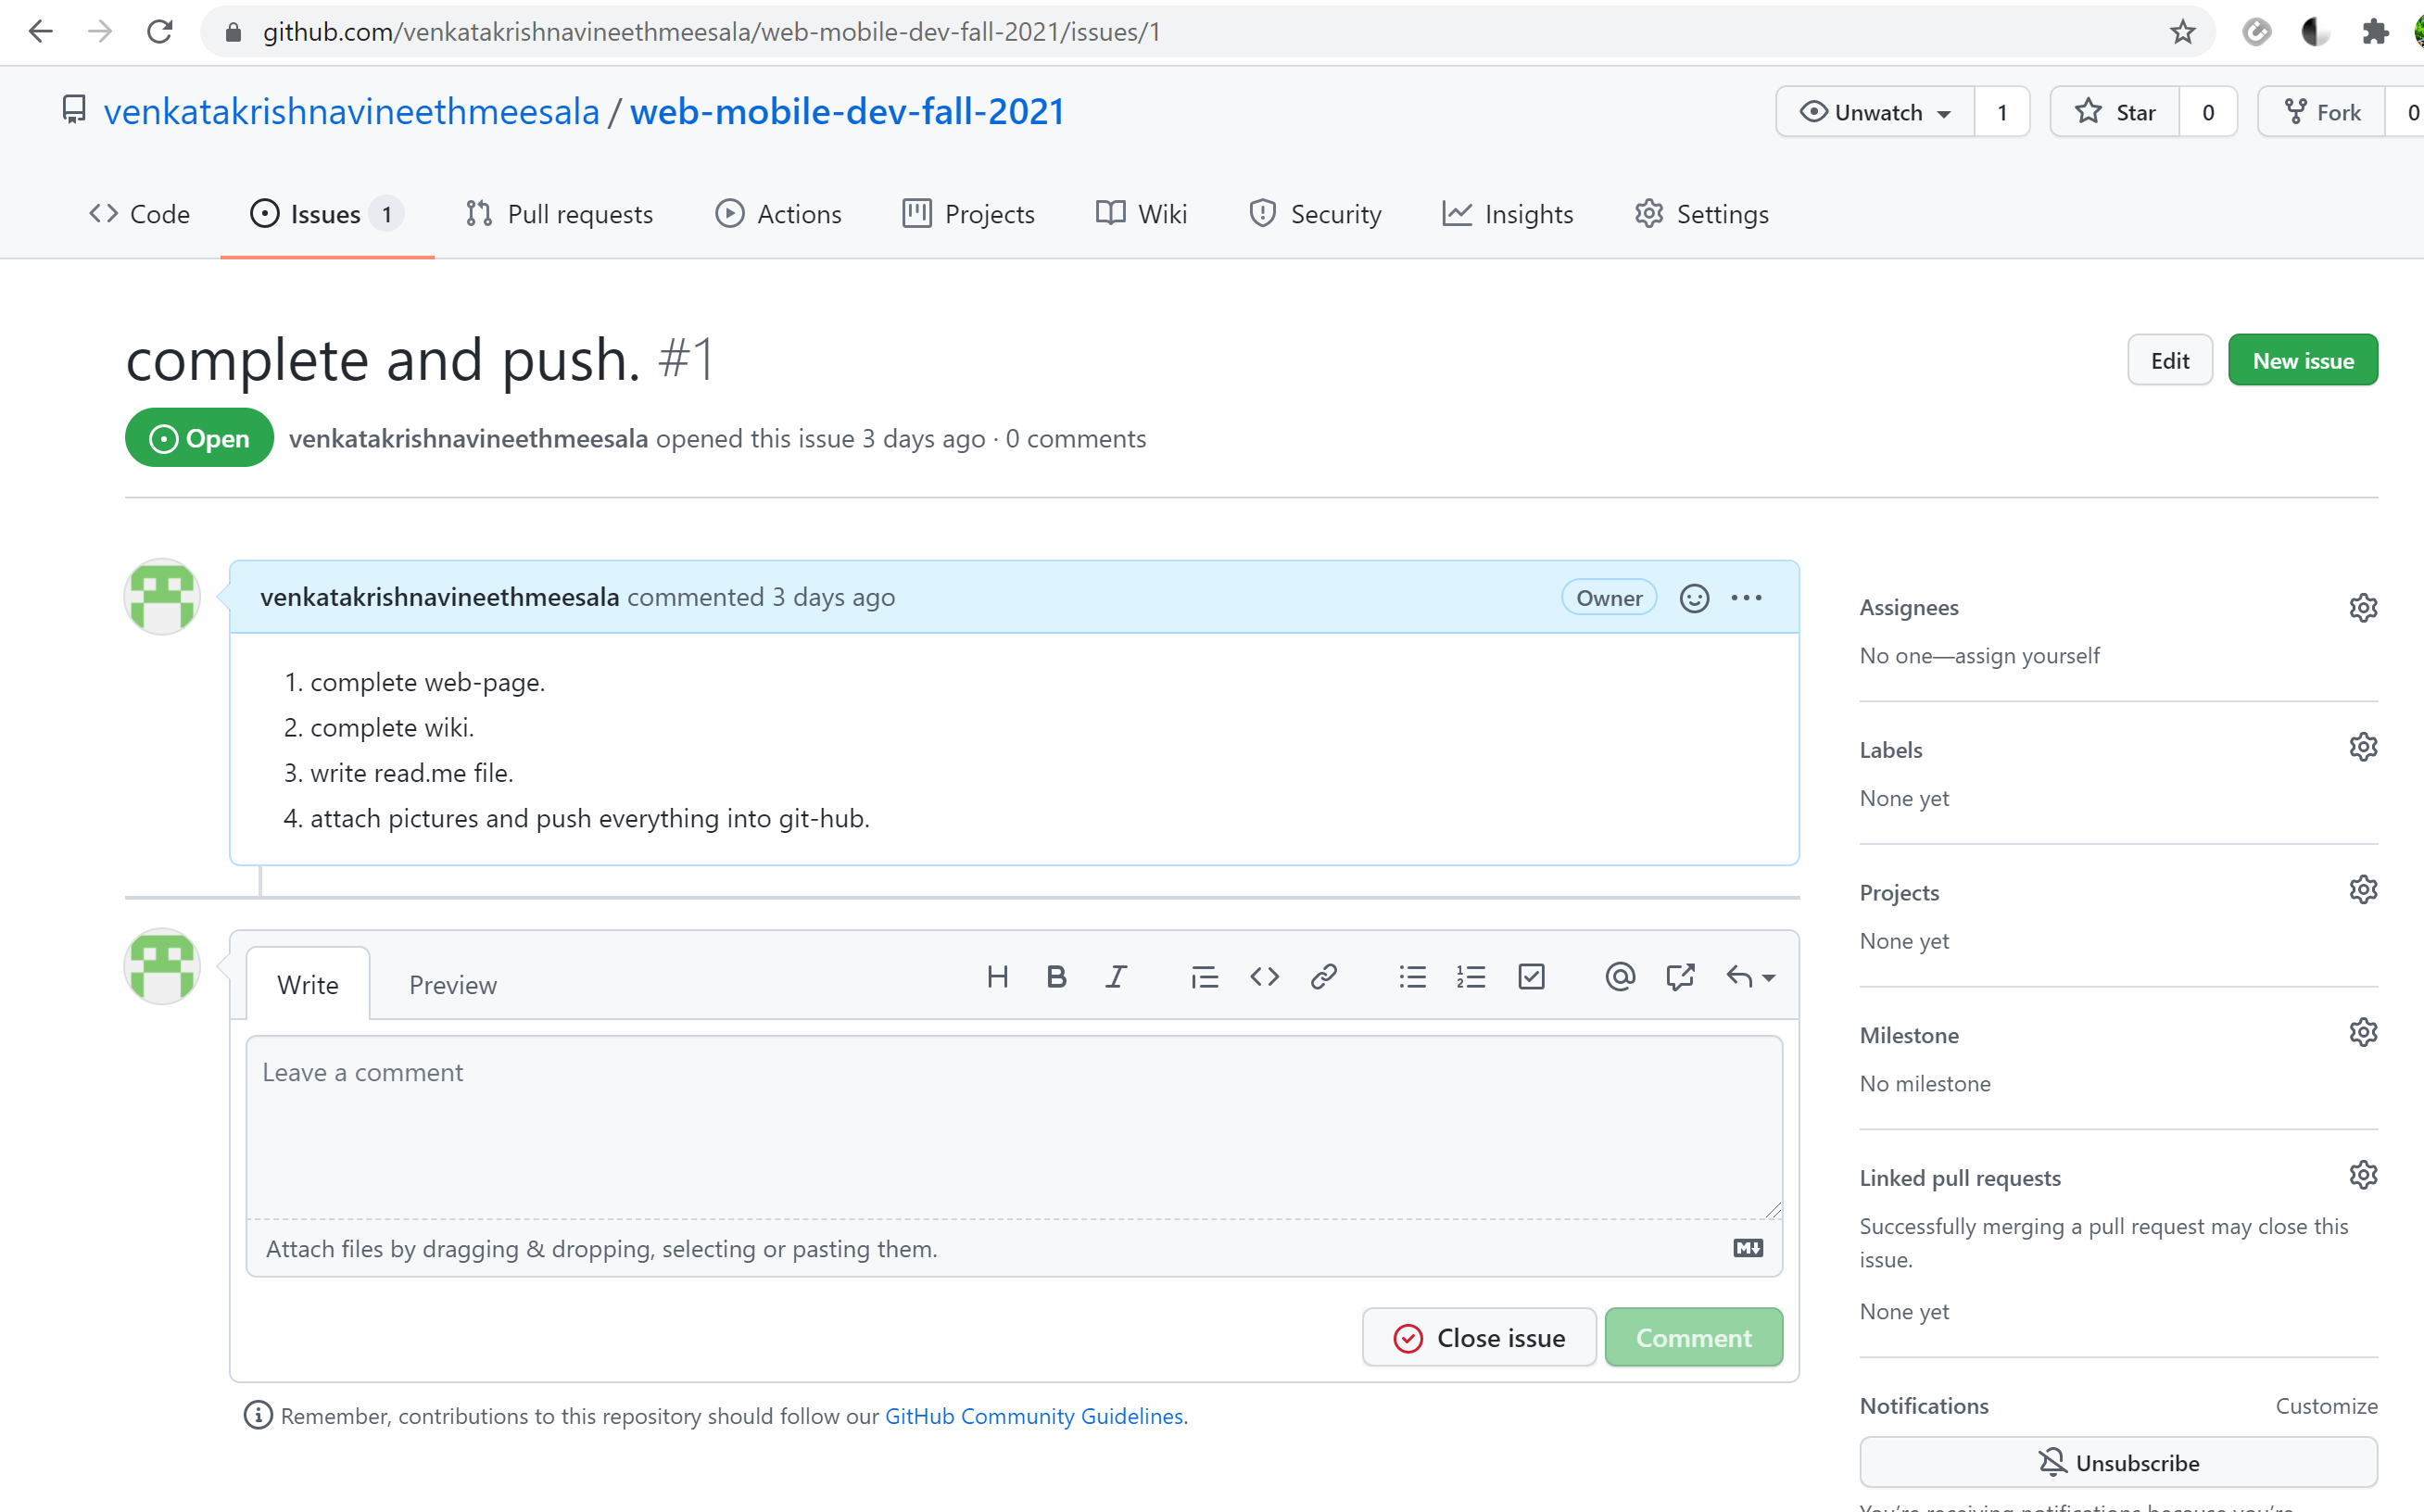 github.com/venkatakrishnavineethmeesala/web-mobile-dev-fall-2021/issues/1
venkatakrishnavineethmeesala / web-mobile-dev-fall-2021
Unwatch 1 Star 0 Fork 0
Code Issues 1 Pull requests Actions Projects Wiki Security Insights Settings
complete and push. #1
Edit New issue
Open venkatakrishnavineethmeesala opened this issue 3 days ago · 0 comments
venkatakrishnavineethmeesala commented 3 days ago Owner
1. complete web-page.
2. complete wiki.
3. write read.me file.
4. attach pictures and push everything into git-hub.
Write Preview
Leave a comment
Attach files by dragging & dropping, selecting or pasting them.
Close issue Comment
Remember, contributions to this repository should follow our GitHub Community Guidelines.
Assignees
No one—assign yourself
Labels
None yet
Projects
None yet
Milestone
No milestone
Linked pull requests
Successfully merging a pull request may close this
issue.
None yet
Notifications Customize
Unsubscribe
You're receiving notifications because you're